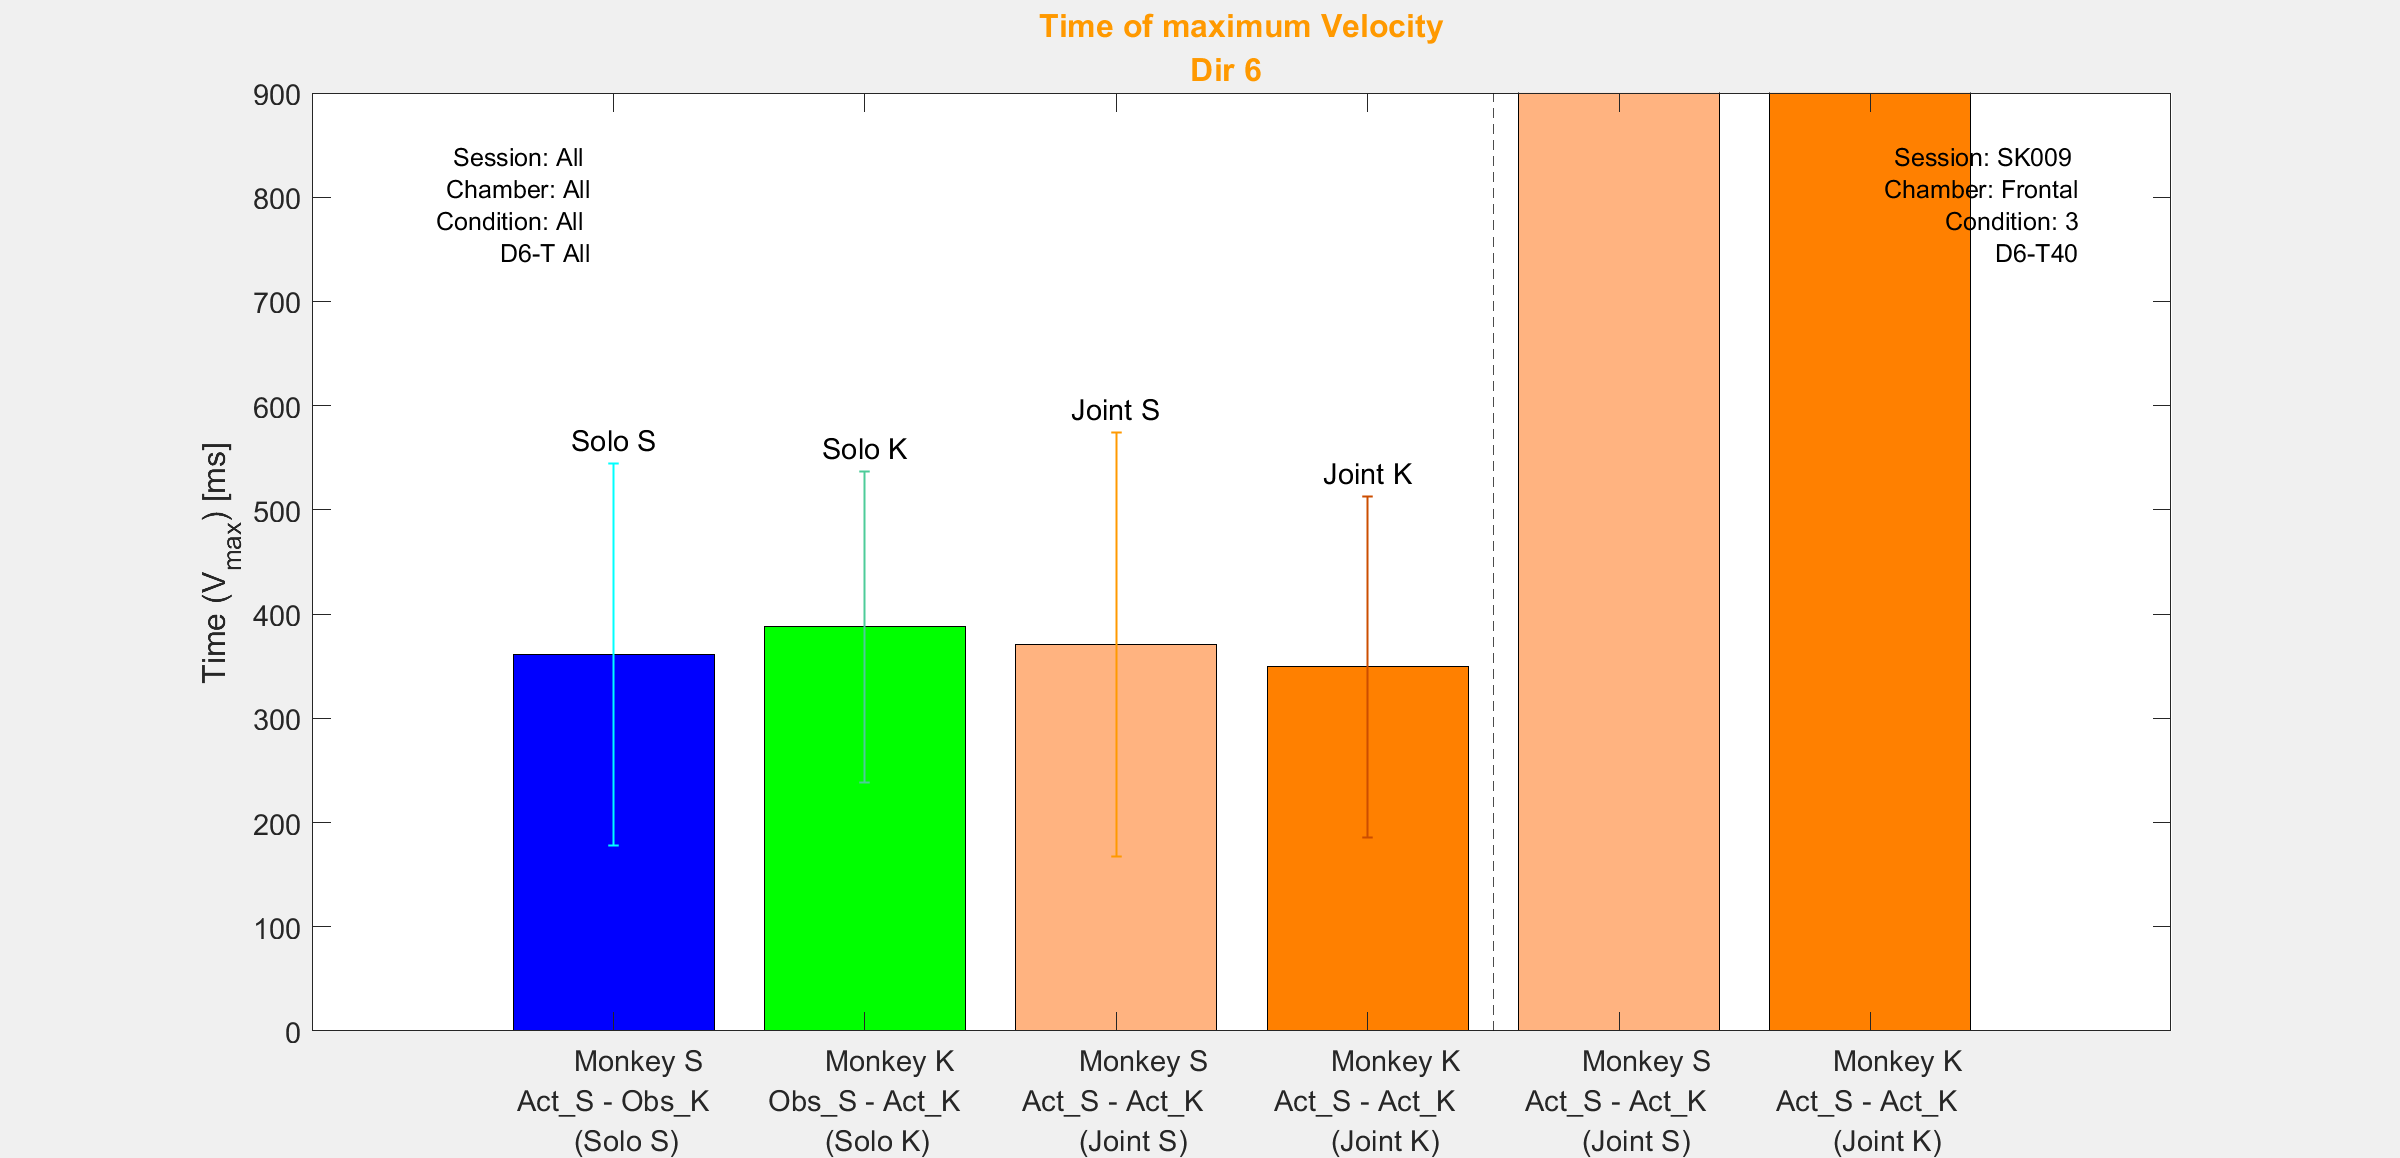 Time of maximum Velocity
Dir 6
900
800
700
600
500
400
300
200
100
0
Time (Vmax) [ms]
Session: All
Chamber: All
Condition: All
D6-T All
Session: SK009
Chamber: Frontal
Condition: 3
D6-T40
Solo S
Solo K
Joint S
Joint K
Monkey S
Act_S - Obs_K
(Solo S)
Monkey K
Obs_S - Act_K
(Solo K)
Monkey S
Act_S - Act_K
(Joint S)
Monkey K
Act_S - Act_K
(Joint K)
Monkey S
Act_S - Act_K
(Joint S)
Monkey K
Act_S - Act_K
(Joint K)